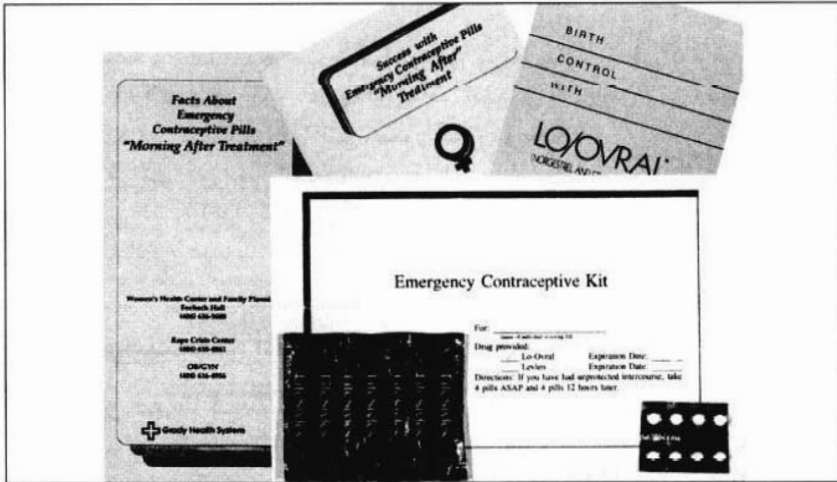 Facts About
Emergency
Contraceptive Pills
"Morning After Treatment"
Women's Health Center and Family
Rape Crisis Center
OB/GYN
Grady Health System
Success with
Emergency Contraceptive Pills
"Morning After"
Treatment
BIRTH
CONTROL
WITH
LO/OVRAL
NORGESTREL AND
Emergency Contraceptive Kit
For:
Drug provided:
Lo-Ovral Expiration Date:
Levlen Expiration Date:
Directions: If you have had unprotected intercourse, take
4 pills ASAP and 4 pills 12 hours later.